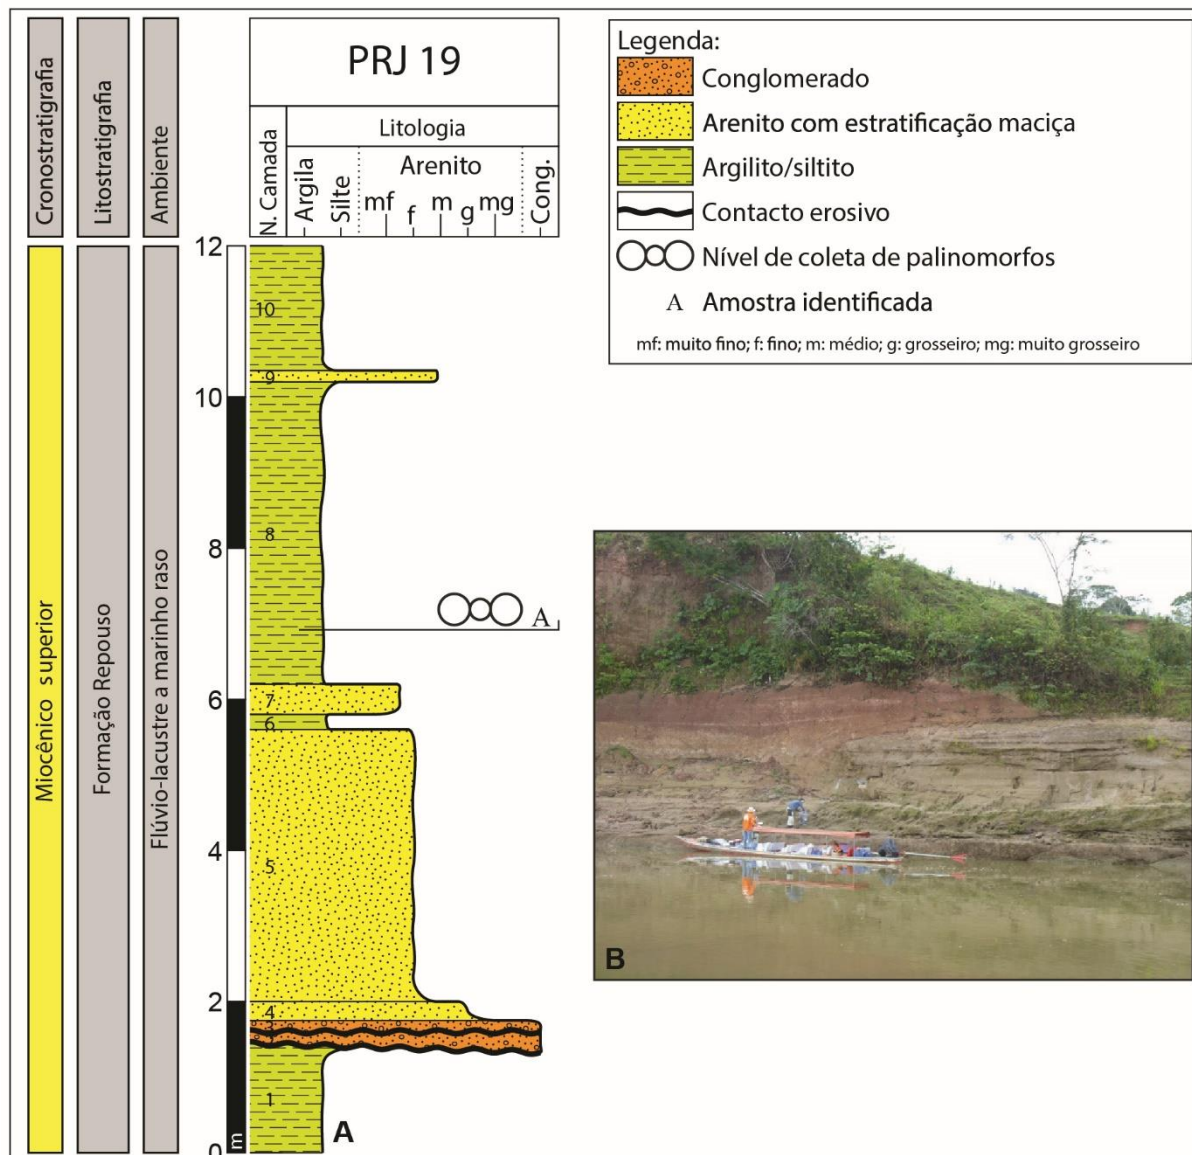 Cronostratigrafia
Litostratigrafia
Ambiente
PRJ 19
N. Camada
Litologia
Argila
Silte
Arenito
mf
f
m
g
mg
Cong.
Miocênico superior
Formação Repouso
Flúvio-lacustre a marinho raso
12
10
8
6
4
2
0
m
10
9
8
7
6
5
4
3
1
A
A
Legenda:
Conglomerado
Arenito com estratificação maciça
Argilito/siltito
Contacto erosivo
Nível de coleta de palinomorfos
A Amostra identificada
mf: muito fino; f: fino; m: médio; g: grosseiro; mg: muito grosseiro
B